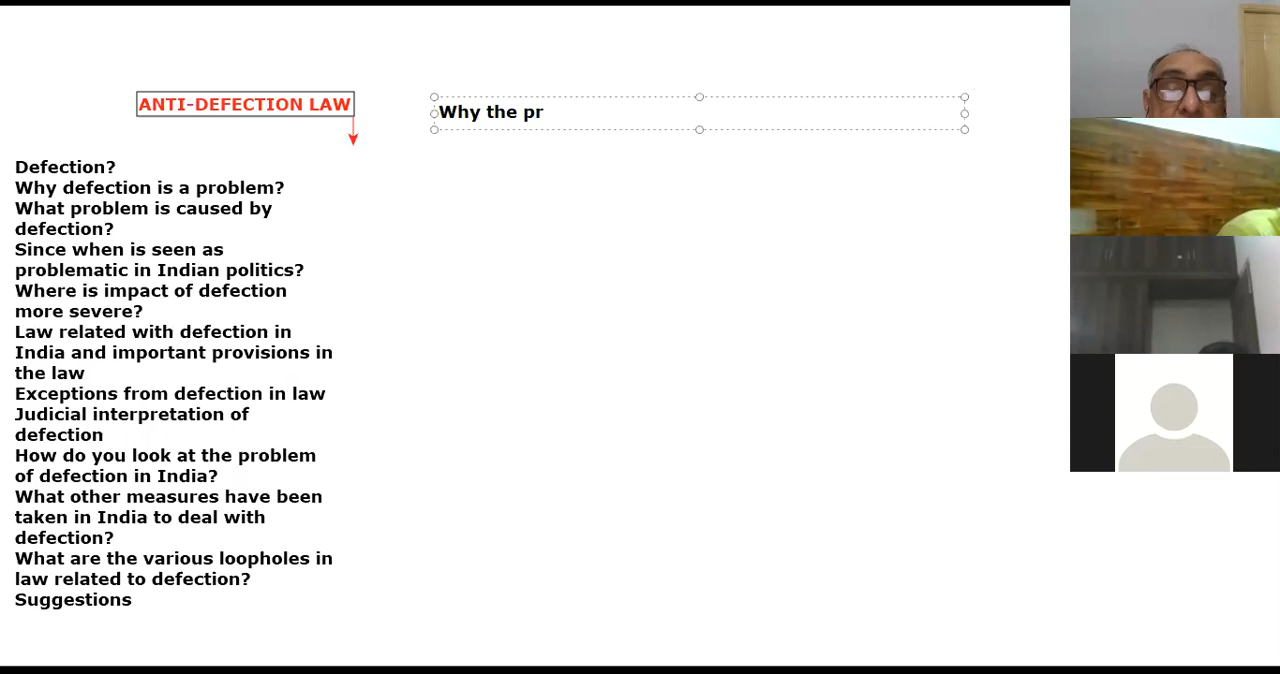 ANTI-DEFECTION LAW
Why the pr
Defection?
Why defection is a problem?
What problem is caused by
defection?
Since when is seen as
problematic in Indian politics?
Where is impact of defection
more severe?
Law related with defection in
India and important provisions in
the law
Exceptions from defection in law
Judicial interpretation of
defection
How do you look at the problem
of defection in India?
What other measures have been
taken in India to deal with
defection?
What are the various loopholes in
law related to defection?
Suggestions